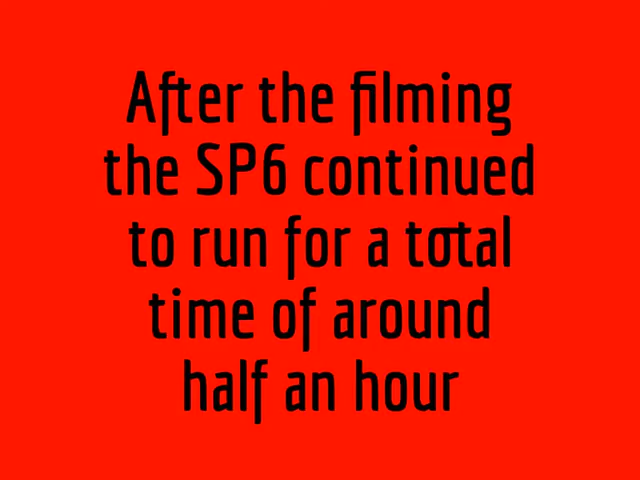 After the filming
the SP6 continued
to run for a total
time of around
half an hour